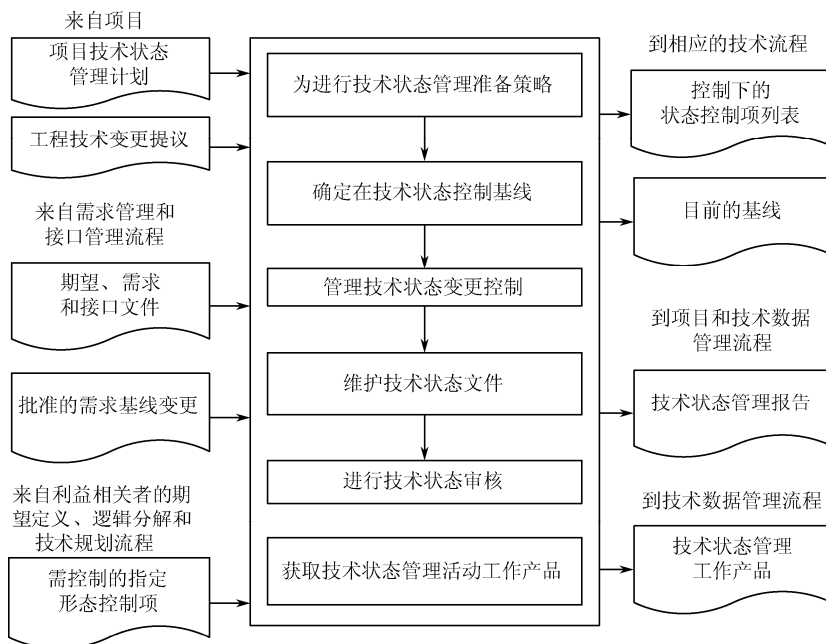 来自项目
项目技术状态
管理计划
工程技术变更提议
来自需求管理和
接口管理流程
期望、需求
和接口文件
批准的需求基线变更
来自利益相关者的期
望定义、逻辑分解和
技术规划流程
需控制的指定
形态控制项
为进行技术状态管理准备策略
确定在技术状态控制基线
管理技术状态变更控制
维护技术状态文件
进行技术状态审核
获取技术状态管理活动工作产品
到相应的技术流程
控制下的
状态控制项列表
目前的基线
到项目和技术数据
管理流程
技术状态管理报告
到技术数据管理流程
技术状态管理
工作产品